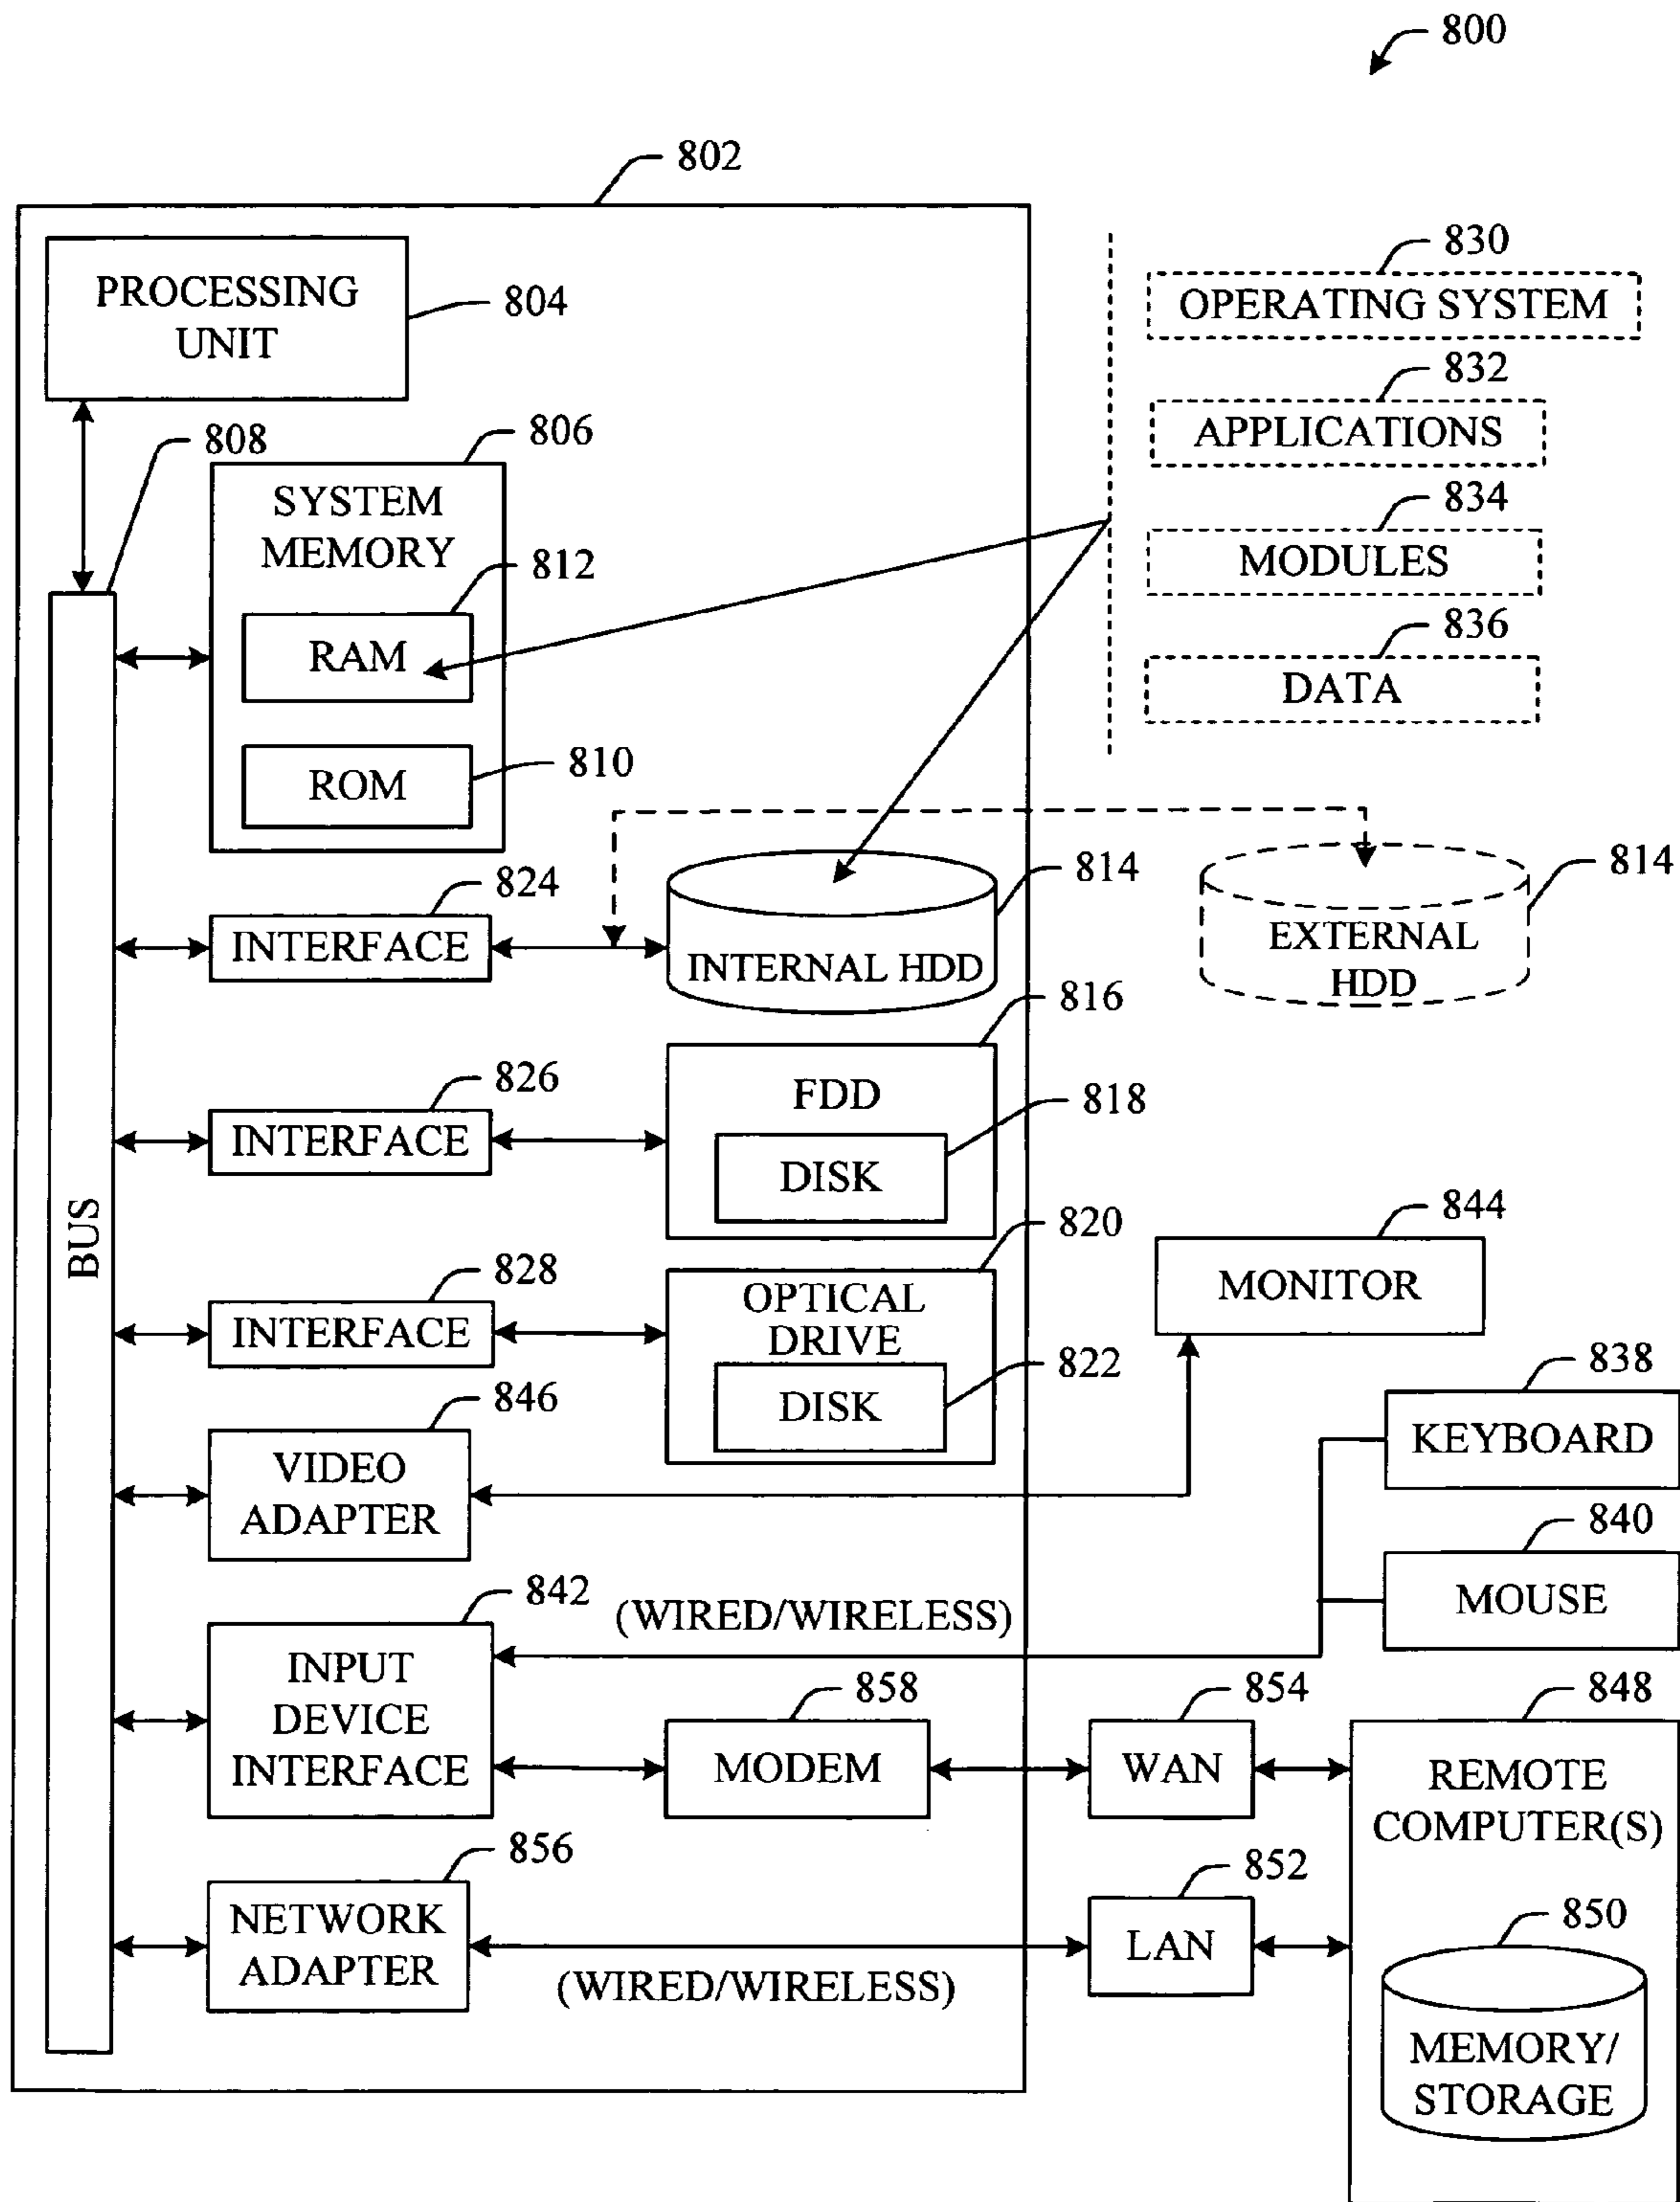 800
802
PROCESSING
UNIT
804
830
OPERATING SYSTEM
832
APPLICATIONS
834
MODULES
836
DATA
808
806
SYSTEM
MEMORY
812
RAM
810
ROM
824
INTERFACE
814
INTERNAL HDD
814
EXTERNAL
HDD
826
INTERFACE
816
FDD
818
DISK
BUS
828
INTERFACE
820
OPTICAL
DRIVE
822
DISK
844
MONITOR
846
VIDEO
ADAPTER
838
KEYBOARD
840
MOUSE
842
INPUT
DEVICE
INTERFACE
(WIRED/WIRELESS)
858
MODEM
854
WAN
848
REMOTE
COMPUTER(S)
856
NETWORK
ADAPTER
(WIRED/WIRELESS)
852
LAN
850
MEMORY/
STORAGE